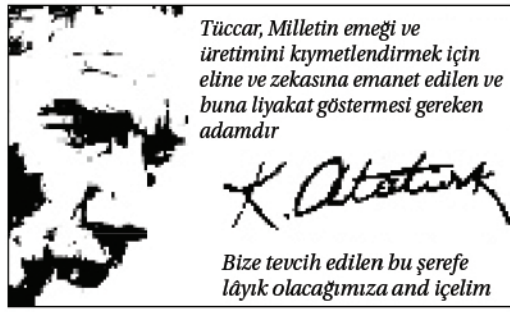 Tüccar, Milletin emeği ve
üretimini kıymetlendirmek için
eline ve zekasına emanet edilen ve
buna liyakat göstermesi gereken
adamdır
K. Atatürk
Bize tevcih edilen bu şerefe
lâyık olacağımıza and içelim